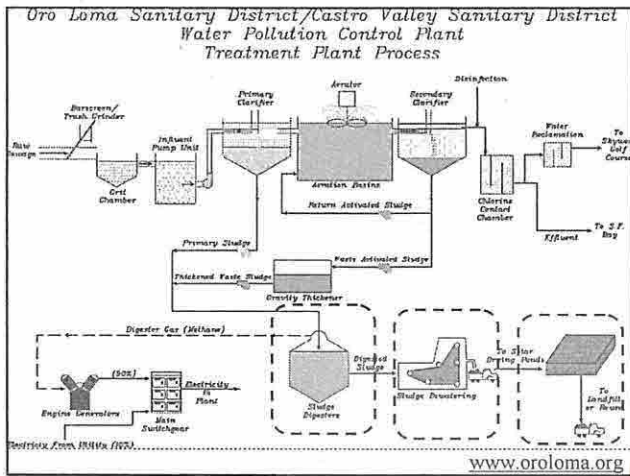 Oro Loma Sanitary District/Castro Valley Sanitary District
Water Pollution Control Plant
Treatment Plant Process
Barscreen/
Trash Grinder
Raw
Sewage
Grit
Chamber
Influent
Pump Unit
Primary
Clarifier
Aerator
Aeration Basins
Secondary
Clarifier
Disinfection
Chlorine
Contact
Chamber
Water
Reclamation
To
Skywest
Golf
Course
To S.F.
Bay
Effluent
Return Activated Sludge
Primary Sludge
Waste Activated Sludge
Thickened Waste Sludge
Gravity Thickener
Digester Gas (Methane)
Sludge
Digesters
Digested
Sludge
Sludge Dewatering
To Solar
Drying Ponds
To
Landfill
or Reuse
Engine Generators
(90%)
Main
Switchgear
Electricity
To
Plant
Electricity From Utility (10%)
www.oroloma.org